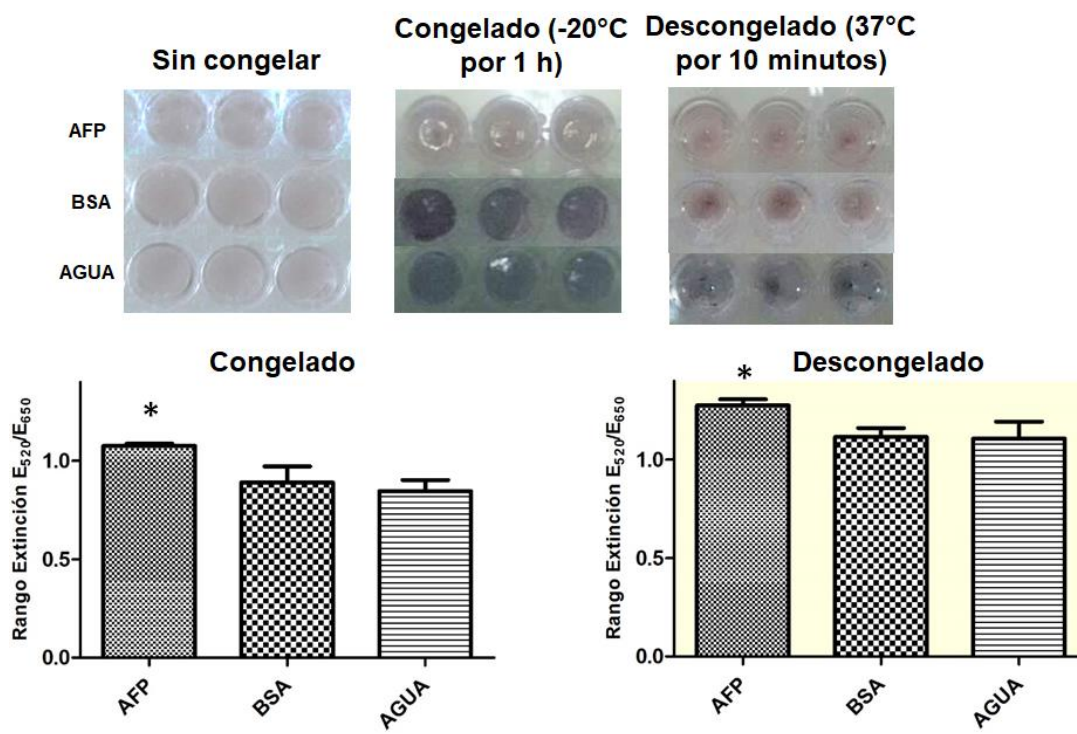 Sin congelar
Congelado (-20°C
por 1 h)
Descongelado (37°C
por 10 minutos)
AFP
BSA
AGUA
Congelado
Rango Extinción E520/E650
1.0
0.5
0.0
*
AFP
BSA
AGUA
Descongelado
Rango Extinción E520/E650
1.0
0.5
0.0
*
AFP
BSA
AGUA